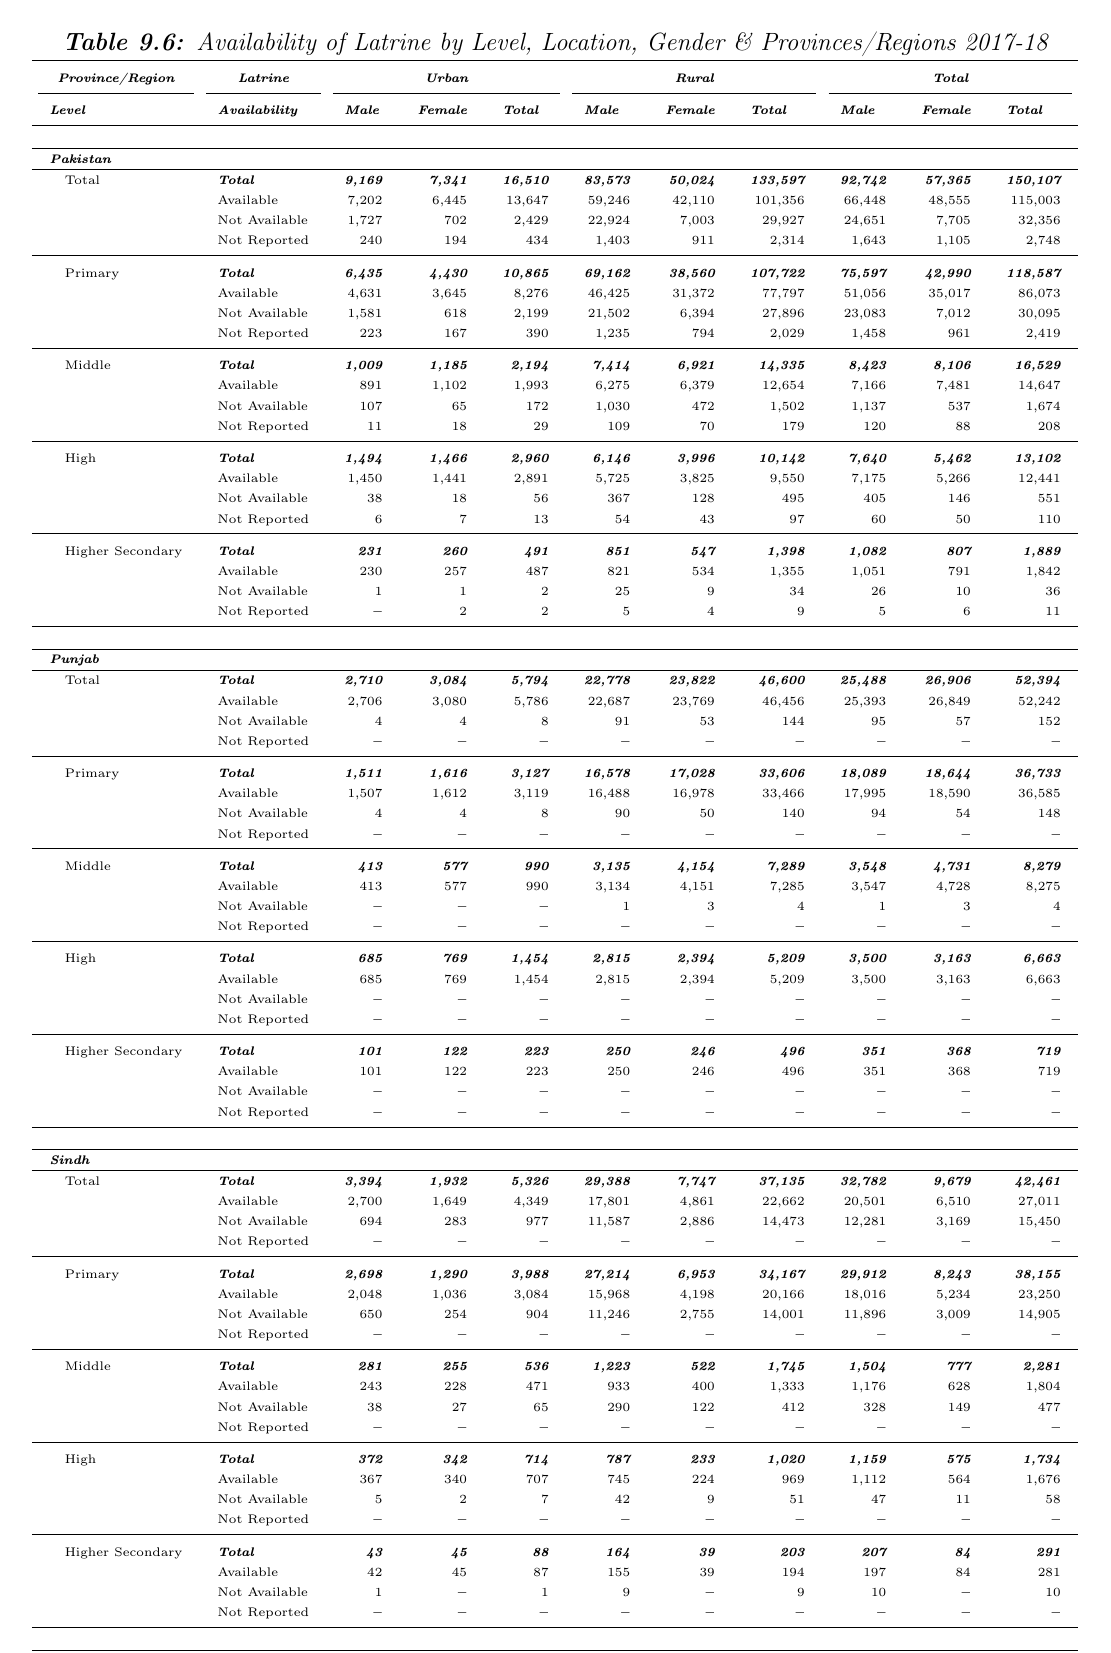 Table 9.6: Availability of Latrine by Level, Location, Gender & Provinces/Regions 2017-18
Province/Region Latrine Urban Rural Total
Level Availability Male Female Total Male Female Total Male Female Total
Pakistan
Total Total 9,169 7,341 16,510 83,573 50,024 133,597 92,742 57,365 150,107
Available 7,202 6,445 13,647 59,246 42,110 101,356 66,448 48,555 115,003
Not Available 1,727 702 2,429 22,924 7,003 29,927 24,651 7,705 32,356
Not Reported 240 194 434 1,403 911 2,314 1,643 1,105 2,748
Primary Total 6,435 4,430 10,865 69,162 38,560 107,722 75,597 42,990 118,587
Available 4,631 3,645 8,276 46,425 31,372 77,797 51,056 35,017 86,073
Not Available 1,581 618 2,199 21,502 6,394 27,896 23,083 7,012 30,095
Not Reported 223 167 390 1,235 794 2,029 1,458 961 2,419
Middle Total 1,009 1,185 2,194 7,414 6,921 14,335 8,423 8,106 16,529
Available 891 1,102 1,993 6,275 6,379 12,654 7,166 7,481 14,647
Not Available 107 65 172 1,030 472 1,502 1,137 537 1,674
Not Reported 11 18 29 109 70 179 120 88 208
High Total 1,494 1,466 2,960 6,146 3,996 10,142 7,640 5,462 13,102
Available 1,450 1,441 2,891 5,725 3,825 9,550 7,175 5,266 12,441
Not Available 38 18 56 367 128 495 405 146 551
Not Reported 6 7 13 54 43 97 60 50 110
Higher Secondary Total 231 260 491 851 547 1,398 1,082 807 1,889
Available 230 257 487 821 534 1,355 1,051 791 1,842
Not Available 1 1 2 25 9 34 26 10 36
Not Reported – 2 2 5 4 9 5 6 11
Punjab
Total Total 2,710 3,084 5,794 22,778 23,822 46,600 25,488 26,906 52,394
Available 2,706 3,080 5,786 22,687 23,769 46,456 25,393 26,849 52,242
Not Available 4 4 8 91 53 144 95 57 152
Not Reported – – – – – – – – –
Primary Total 1,511 1,616 3,127 16,578 17,028 33,606 18,089 18,644 36,733
Available 1,507 1,612 3,119 16,488 16,978 33,466 17,995 18,590 36,585
Not Available 4 4 8 90 50 140 94 54 148
Not Reported – – – – – – – – –
Middle Total 413 577 990 3,135 4,154 7,289 3,548 4,731 8,279
Available 413 577 990 3,134 4,151 7,285 3,547 4,728 8,275
Not Available – – – 1 3 4 1 3 4
Not Reported – – – – – – – – –
High Total 685 769 1,454 2,815 2,394 5,209 3,500 3,163 6,663
Available 685 769 1,454 2,815 2,394 5,209 3,500 3,163 6,663
Not Available – – – – – – – – –
Not Reported – – – – – – – – –
Higher Secondary Total 101 122 223 250 246 496 351 368 719
Available 101 122 223 250 246 496 351 368 719
Not Available – – – – – – – – –
Not Reported – – – – – – – – –
Sindh
Total Total 3,394 1,932 5,326 29,388 7,747 37,135 32,782 9,679 42,461
Available 2,700 1,649 4,349 17,801 4,861 22,662 20,501 6,510 27,011
Not Available 694 283 977 11,587 2,886 14,473 12,281 3,169 15,450
Not Reported – – – – – – – – –
Primary Total 2,698 1,290 3,988 27,214 6,953 34,167 29,912 8,243 38,155
Available 2,048 1,036 3,084 15,968 4,198 20,166 18,016 5,234 23,250
Not Available 650 254 904 11,246 2,755 14,001 11,896 3,009 14,905
Not Reported – – – – – – – – –
Middle Total 281 255 536 1,223 522 1,745 1,504 777 2,281
Available 243 228 471 933 400 1,333 1,176 628 1,804
Not Available 38 27 65 290 122 412 328 149 477
Not Reported – – – – – – – – –
High Total 372 342 714 787 233 1,020 1,159 575 1,734
Available 367 340 707 745 224 969 1,112 564 1,676
Not Available 5 2 7 42 9 51 47 11 58
Not Reported – – – – – – – – –
Higher Secondary Total 43 45 88 164 39 203 207 84 291
Available 42 45 87 155 39 194 197 84 281
Not Available 1 – 1 9 – 9 10 – 10
Not Reported – – – – – – – – –